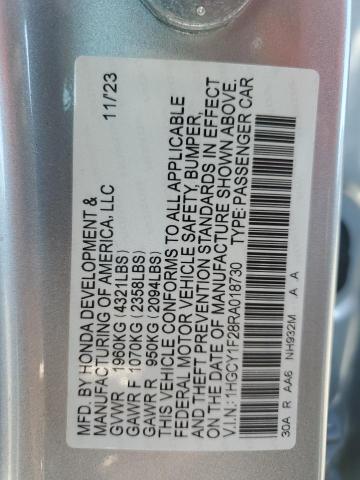 MFD. BY HONDA DEVELOPMENT & 11/23
MANUFACTURING OF AMERICA, LLC
GVWR 1960KG (4321LBS)
GAWR F 1070KG (2358LBS)
GAWR R 950KG (2094LBS)
THIS VEHICLE CONFORMS TO ALL APPLICABLE
FEDERAL MOTOR VEHICLE SAFETY, BUMPER,
AND THEFT PREVENTION STANDARDS IN EFFECT
ON THE DATE OF MANUFACTURE SHOWN ABOVE.
V.I.N.:1HGCY1F28RA018730 TYPE:PASSENGER CAR
30A R AA6 NH932M A A